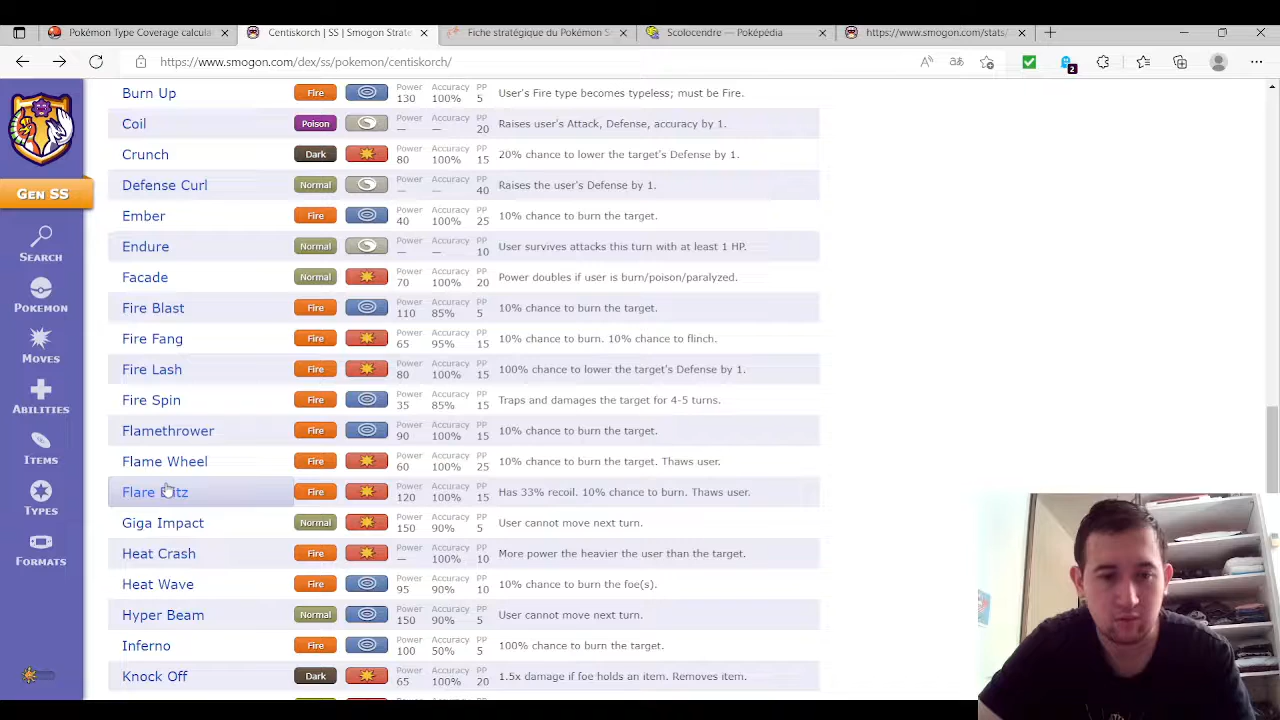 Pokemon Type Coverage calcula
Centiskorch | SS | Smogon Strate
Fiche stratégique du Pokémon S
Scolocendre — Poképédia
https://www.smogon.com/stats/
https://www.smogon.com/dex/ss/pokemon/centiskorch/
2
GEN SS
SEARCH
POKEMON
MOVES
ABILITIES
ITEMS
TYPES
FORMATS
Burn Up Fire Power 130 Accuracy 100% PP 5 User's Fire type becomes typeless; must be Fire.
Coil Poison Power — Accuracy — PP 20 Raises user's Attack, Defense, accuracy by 1.
Crunch Dark Power 80 Accuracy 100% PP 15 20% chance to lower the target's Defense by 1.
Defense Curl Normal Power — Accuracy — PP 40 Raises the user's Defense by 1.
Ember Fire Power 40 Accuracy 100% PP 25 10% chance to burn the target.
Endure Normal Power — Accuracy — PP 10 User survives attacks this turn with at least 1 HP.
Facade Normal Power 70 Accuracy 100% PP 20 Power doubles if user is burn/poison/paralyzed.
Fire Blast Fire Power 110 Accuracy 85% PP 5 10% chance to burn the target.
Fire Fang Fire Power 65 Accuracy 95% PP 15 10% chance to burn. 10% chance to flinch.
Fire Lash Fire Power 80 Accuracy 100% PP 15 100% chance to lower the target's Defense by 1.
Fire Spin Fire Power 35 Accuracy 85% PP 15 Traps and damages the target for 4-5 turns.
Flamethrower Fire Power 90 Accuracy 100% PP 15 10% chance to burn the target.
Flame Wheel Fire Power 60 Accuracy 100% PP 25 10% chance to burn the target. Thaws user.
Flare Blitz Fire Power 120 Accuracy 100% PP 15 Has 33% recoil. 10% chance to burn. Thaws user.
Giga Impact Normal Power 150 Accuracy 90% PP 5 User cannot move next turn.
Heat Crash Fire Power — Accuracy 100% PP 10 More power the heavier the user than the target.
Heat Wave Fire Power 95 Accuracy 90% PP 10 10% chance to burn the foe(s).
Hyper Beam Normal Power 150 Accuracy 90% PP 5 User cannot move next turn.
Inferno Fire Power 100 Accuracy 50% PP 5 100% chance to burn the target.
Knock Off Dark Power 65 Accuracy 100% PP 20 1.5x damage if foe holds an item. Removes item.